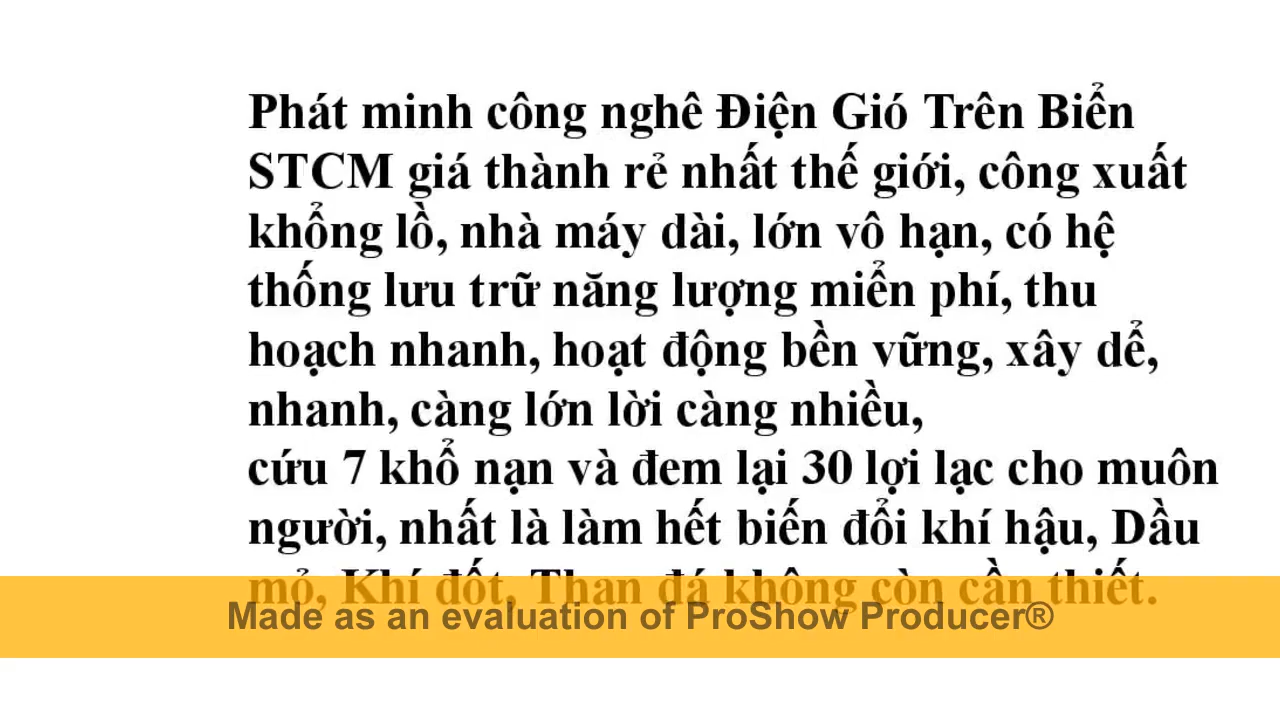 Phát minh công nghê Điện Gió Trên Biển
STCM giá thành rẻ nhất thế giới, công xuất
khổng lồ, nhà máy dài, lớn vô hạn, có hệ
thống lưu trữ năng lượng miển phí, thu
hoạch nhanh, hoạt động bền vững, xây dể,
nhanh, càng lớn lời càng nhiều,
cứu 7 khổ nạn và đem lại 30 lợi lạc cho muôn
người, nhất là làm hết biến đổi khí hậu, Dầu
mỏ, Khí đốt, Than đá không còn cần thiết.
Made as an evaluation of ProShow Producer®